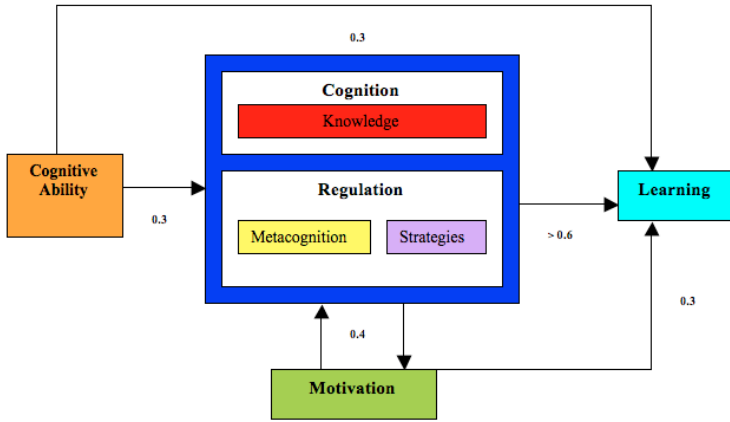 0.3
Cognition
Knowledge
Cognitive
Ability
0.3
Regulation
Metacognition
Strategies
Learning
> 0.6
0.3
0.4
Motivation